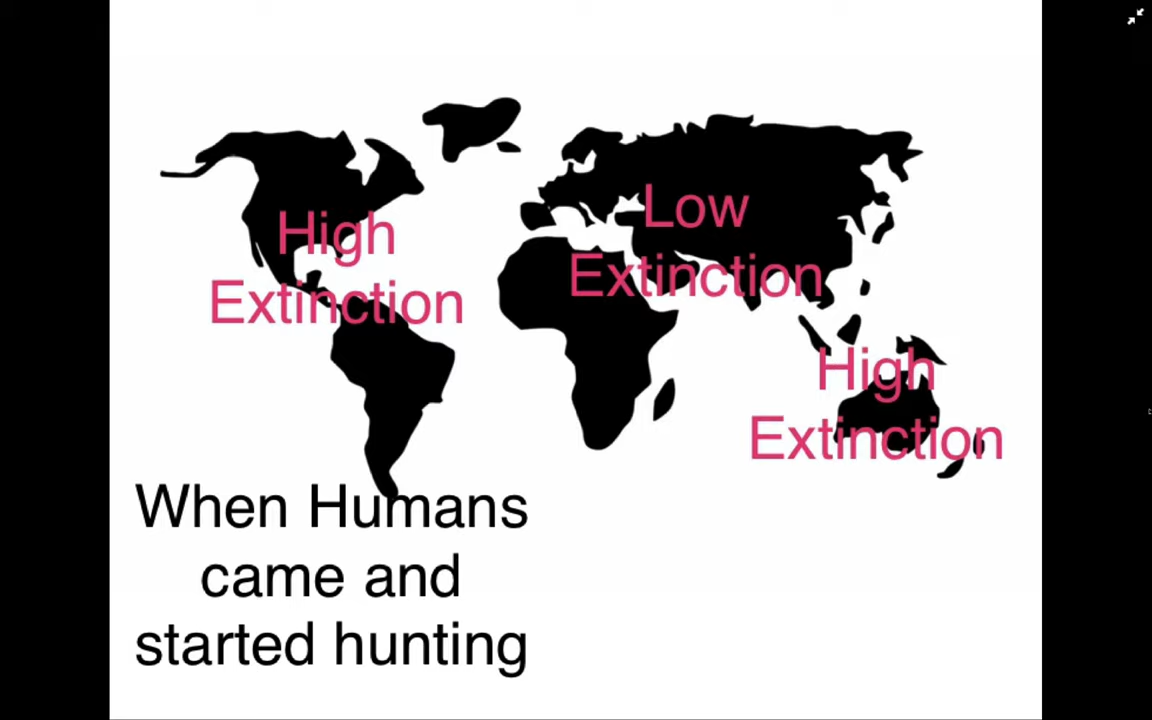 High
Extinction
Low
Extinction
High
Extinction
When Humans
came and
started hunting